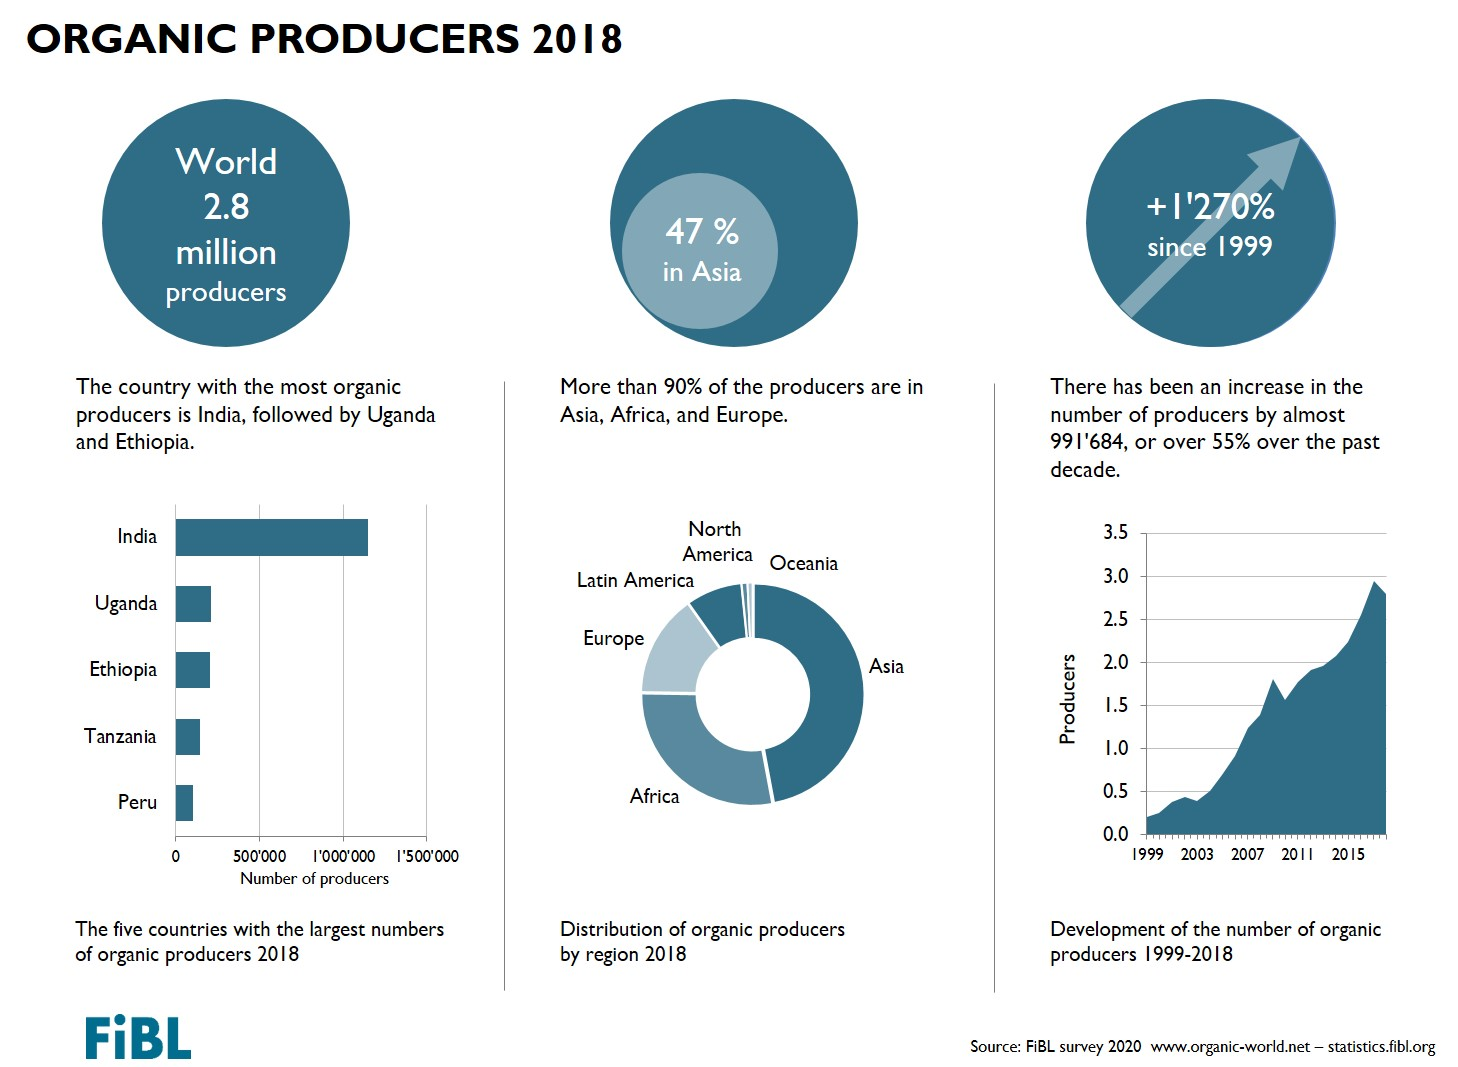 ORGANIC PRODUCERS 2018
World
2.8
million
producers
47 %
in Asia
+1'270%
since 1999
The country with the most organic
producers is India, followed by Uganda
and Ethiopia.
More than 90% of the producers are in
Asia, Africa, and Europe.
There has been an increase in the
number of producers by almost
991'684, or over 55% over the past
decade.
India
Uganda
Ethiopia
Tanzania
Peru
0 500'000 1'000'000 1'500'000
Number of producers
North
America
Oceania
Latin America
Europe
Asia
Africa
3.5
3.0
2.5
2.0
1.5
1.0
0.5
0.0
Producers
1999 2003 2007 2011 2015
The five countries with the largest numbers
of organic producers 2018
Distribution of organic producers
by region 2018
Development of the number of organic
producers 1999-2018
FiBL
Source: FiBL survey 2020 www.organic-world.net – statistics.fibl.org